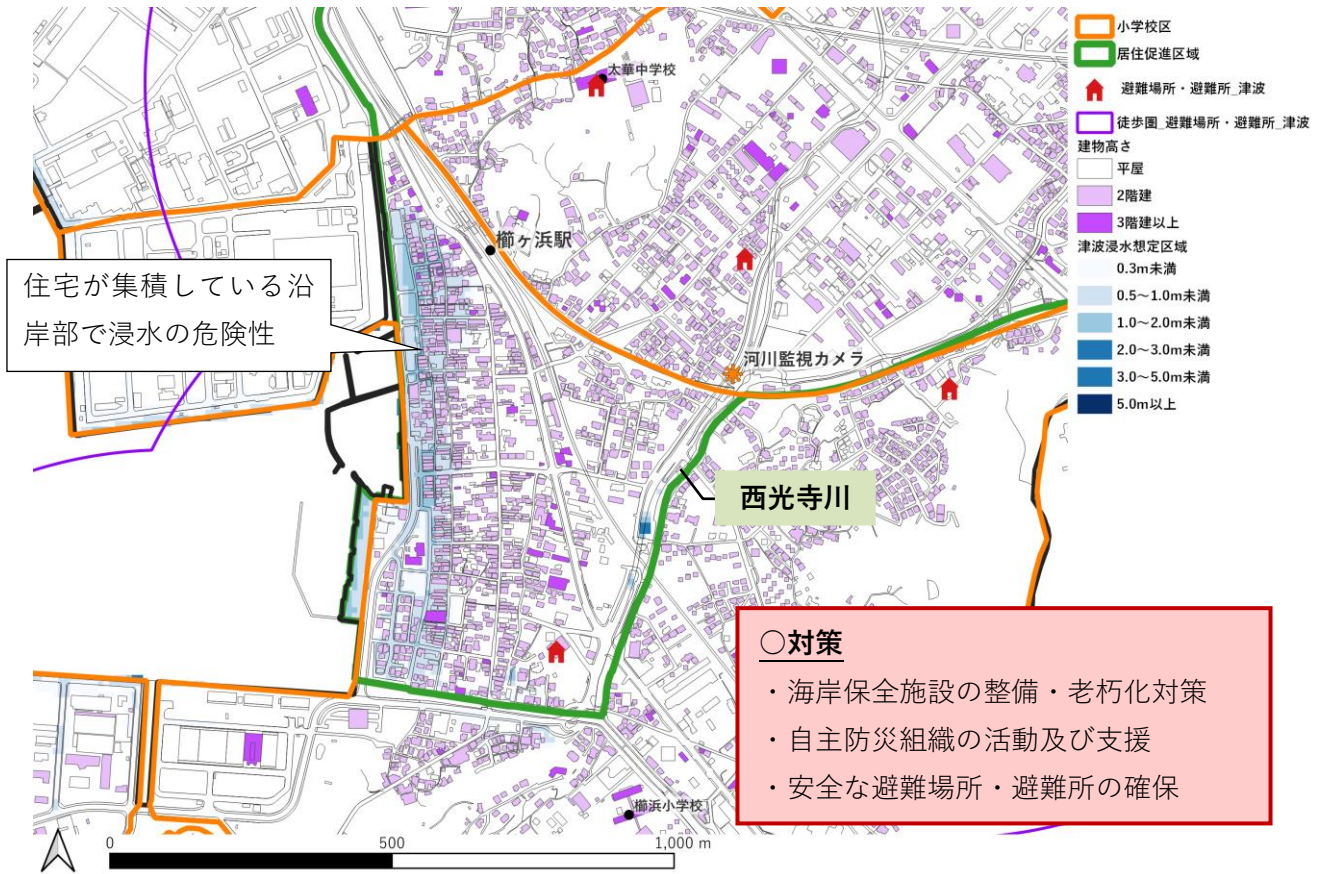 小学校区
居住促進区域
避難場所・避難所_津波
徒歩圏_避難場所・避難所_津波
建物高さ
平屋
2階建
3階建以上
津波浸水想定区域
0.3m未満
0.5～1.0m未満
1.0～2.0m未満
2.0～3.0m未満
3.0～5.0m未満
5.0m以上
太華中学校
櫛ヶ浜駅
住宅が集積している沿
岸部で浸水の危険性
河川監視カメラ
西光寺川
○対策
・海岸保全施設の整備・老朽化対策
・自主防災組織の活動及び支援
・安全な避難場所・避難所の確保
櫛浜小学校
0 500 1,000 m